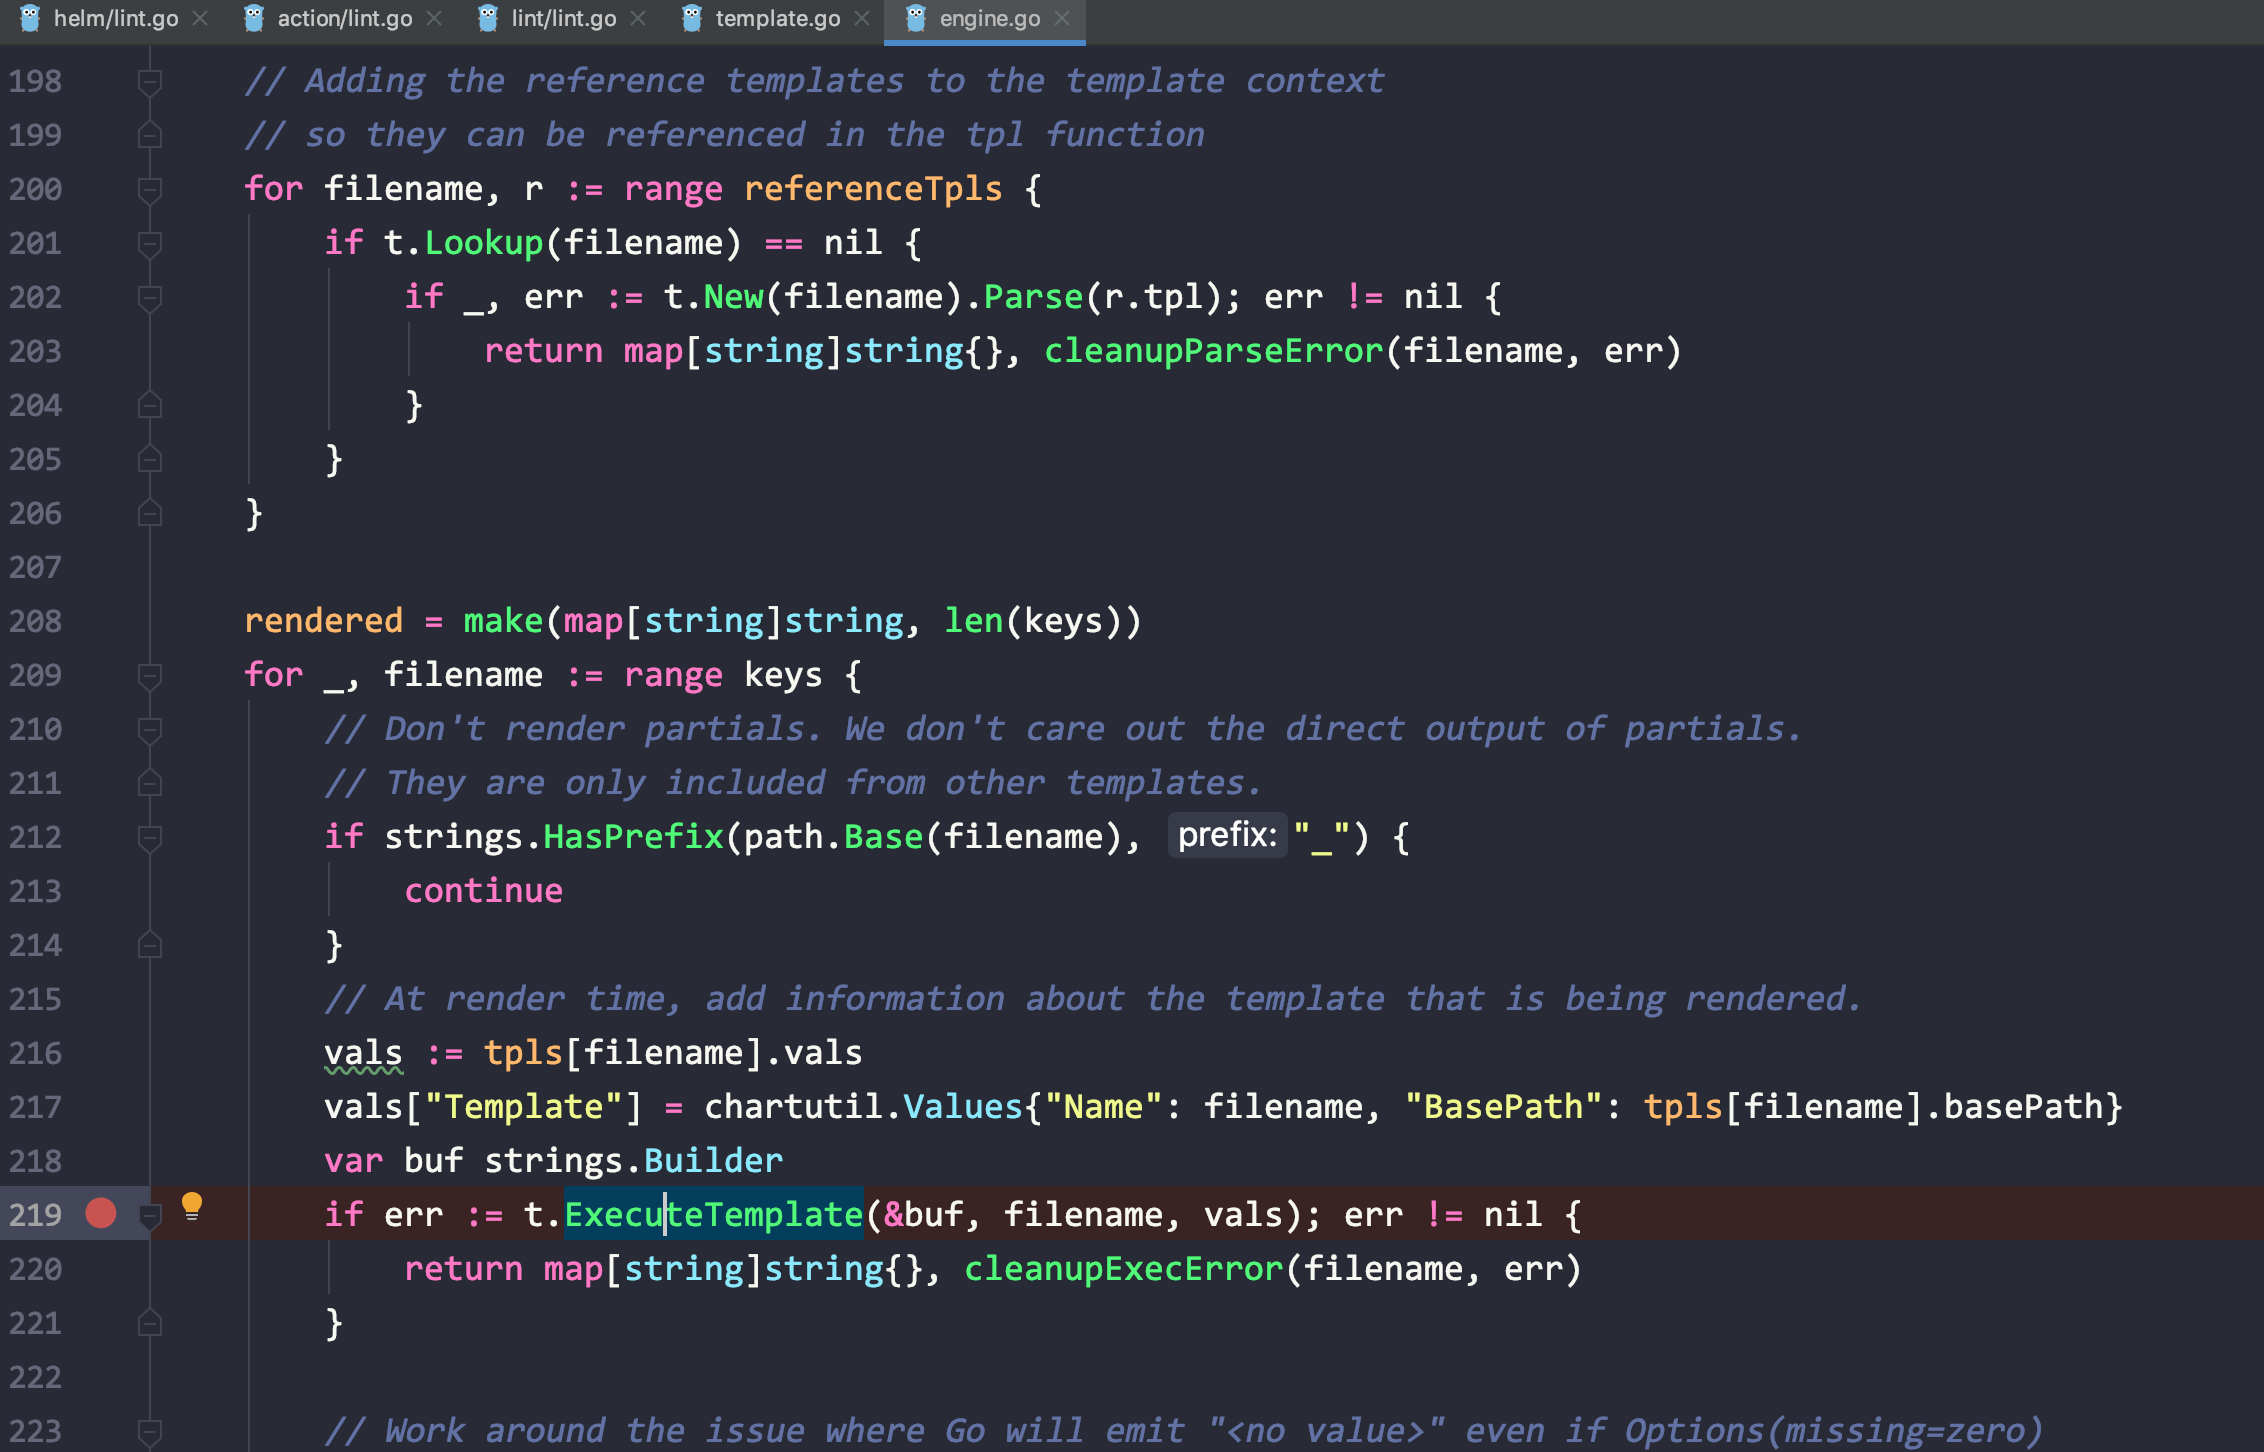 helm/lint.go action/lint.go lint/lint.go template.go engine.go
198 // Adding the reference templates to the template context
199 // so they can be referenced in the tpl function
200 for filename, r := range referenceTpls {
201 if t.Lookup(filename) == nil {
202 if _, err := t.New(filename).Parse(r.tpl); err != nil {
203 return map[string]string{}, cleanupParseError(filename, err)
204 }
205 }
206 }
207
208 rendered = make(map[string]string, len(keys))
209 for _, filename := range keys {
210 // Don't render partials. We don't care out the direct output of partials.
211 // They are only included from other templates.
212 if strings.HasPrefix(path.Base(filename), prefix: "_") {
213 continue
214 }
215 // At render time, add information about the template that is being rendered.
216 vals := tpls[filename].vals
217 vals["Template"] = chartutil.Values{"Name": filename, "BasePath": tpls[filename].basePath}
218 var buf strings.Builder
219 if err := t.ExecuteTemplate(&buf, filename, vals); err != nil {
220 return map[string]string{}, cleanupExecError(filename, err)
221 }
222
223 // Work around the issue where Go will emit "<no value>" even if Options(missing=zero)